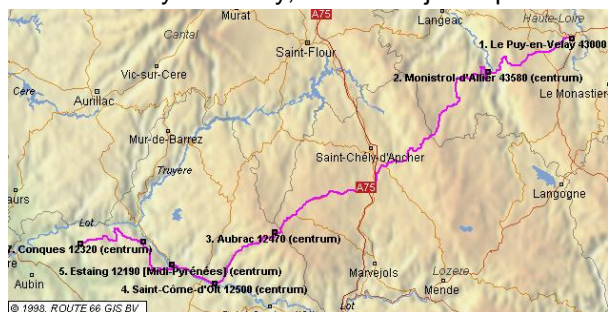 Murat
Cantal
A75
Langeac
Haute-Loire
Saint-Flour
1. Le Puy-en-Velay 43000
Vic-sur-Cere
2. Monistrol-d'Allier 43580 (centrum)
Cere
Aurillac
Le Monastier
Mur-de-Barrez
Saint-Chély-d'Ancher
Truyere
A75
Langogne
aurs
Lot
3. Aubrac 12470 (centrum)
7. Conques 12320 (centrum)
5. Estaing 12190 [Midi-Pyrénées] (centrum)
Marvejols
Lozere
Aubin
4. Saint-Côme-d'Olt 12500 (centrum)
Mende
Lot
© 1998, ROUTE 66 GIS BV